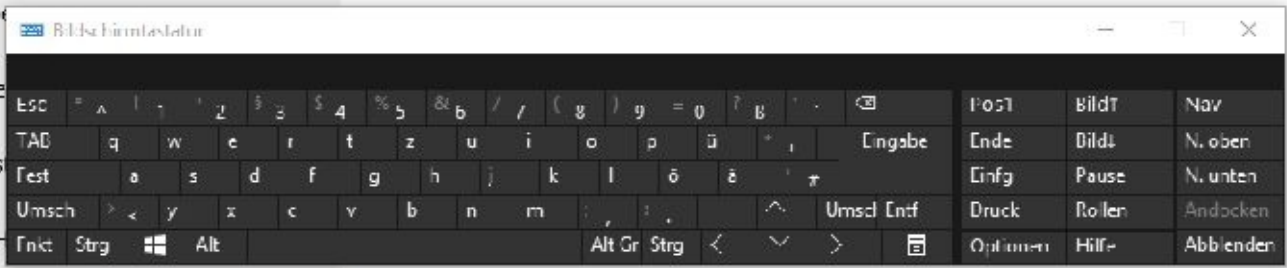 Bildschirmtastatur
Esc ° ^ ! 1 " 2 § 3 $ 4 % 5 & 6 / 7 ( 8 ) 9 = 0 ? ß ` ´ Pos1 Bild↑ Nav
TAB q w e r t z u i o p ü * + Eingabe Ende Bild↓ N. oben
Fest a s d f g h j k l ö ä ' # Einfg Pause N. unten
Umsch > < y x c v b n m ; , : . - ^ Umsch Entf Druck Rollen Andocken
Fnkt Strg Alt Alt Gr Strg < > Optionen Hilfe Abblenden